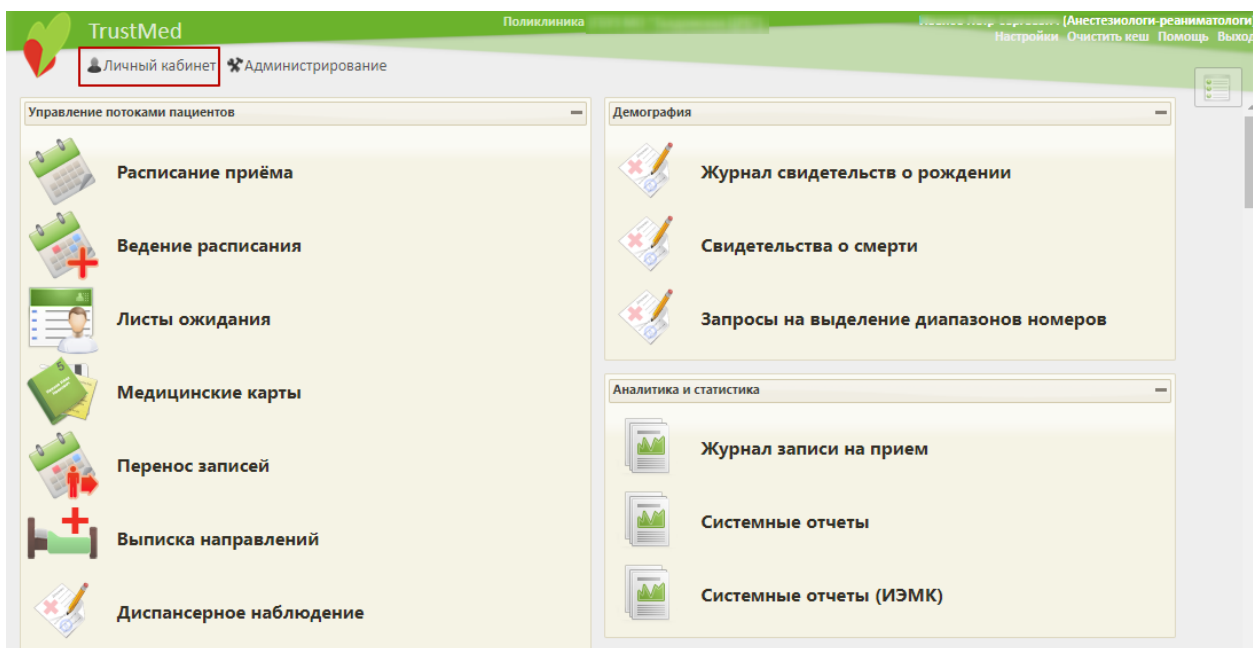 TrustMed
Поликлиника
(Анестезиологи-реаниматологи
Настройки Очистить кеш Помощь Выход
Личный кабинет Администрирование
Управление потоками пациентов
Расписание приёма
Ведение расписания
Листы ожидания
Медицинские карты
Перенос записей
Выписка направлений
Диспансерное наблюдение
Демография
Журнал свидетельств о рождении
Свидетельства о смерти
Запросы на выделение диапазонов номеров
Аналитика и статистика
Журнал записи на прием
Системные отчеты
Системные отчеты (ИЭМК)